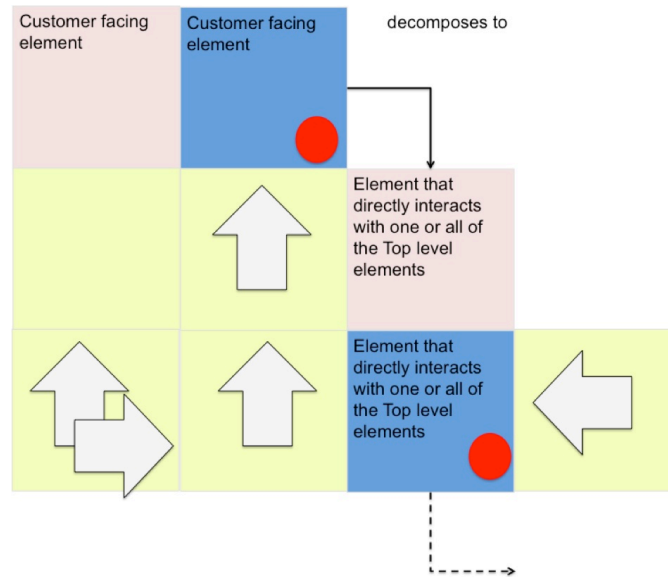 Customer facing
element
Customer facing
element
decomposes to
Element that
directly interacts
with one or all of
the Top level
elements
Element that
directly interacts
with one or all of
the Top level
elements